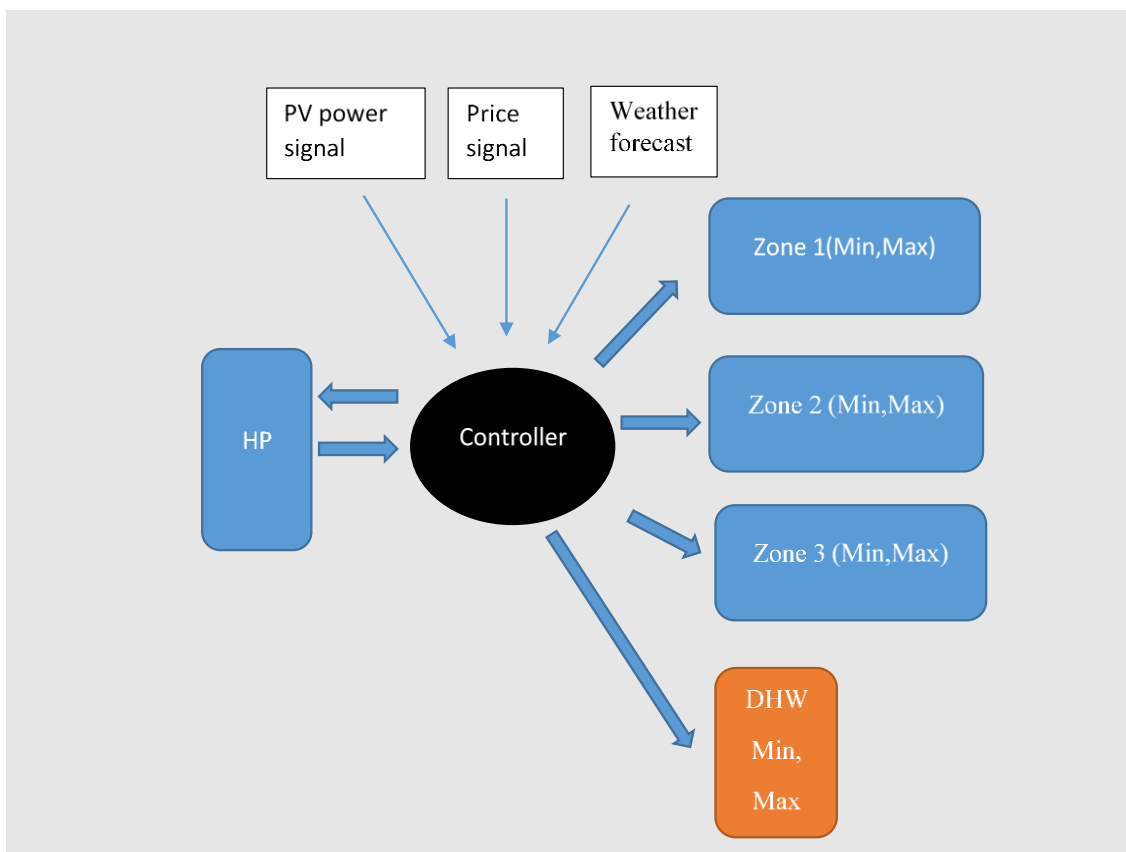 PV power
signal
Price
signal
Weather
forecast
Zone 1(Min,Max)
Zone 2 (Min,Max)
HP
Controller
Zone 3 (Min,Max)
DHW
Min,
Max